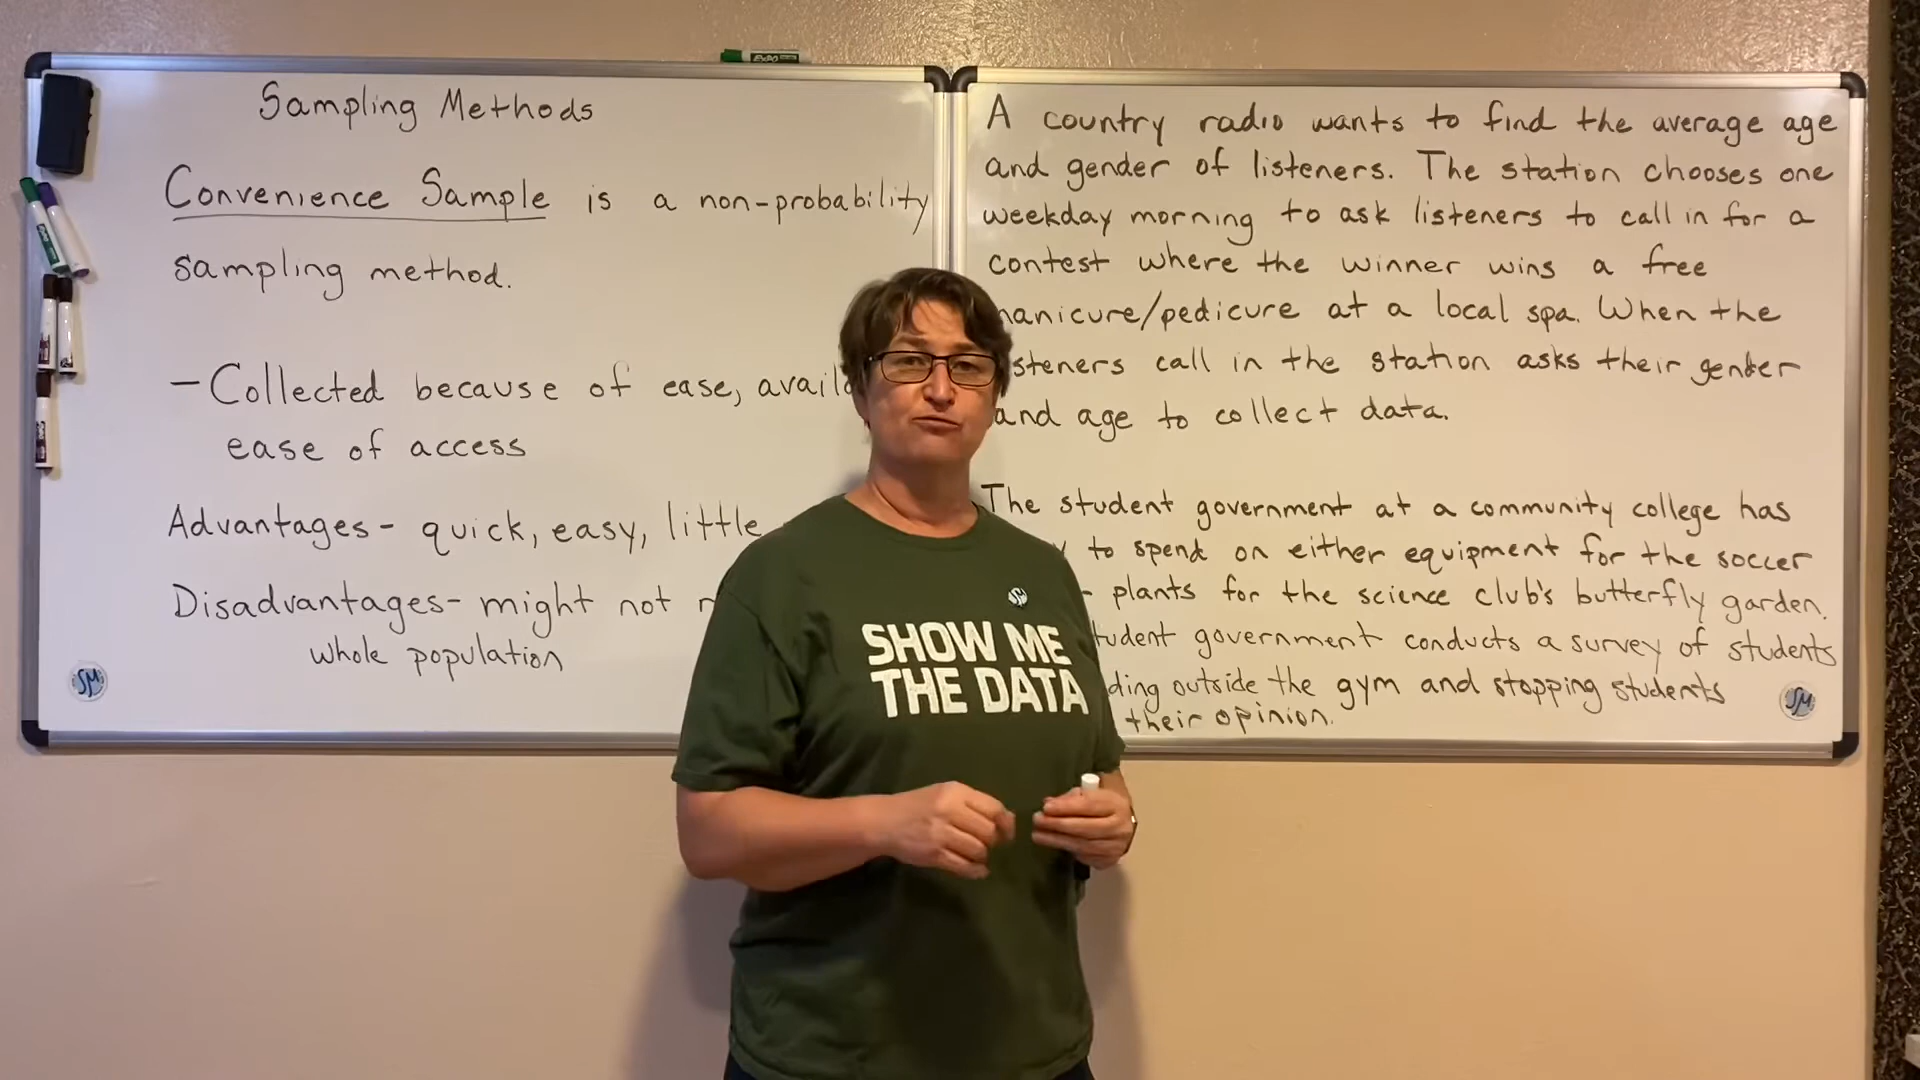 EXPO
Sampling Methods
Convenience Sample is a non-probability
sampling method.
- Collected because of ease,
ease of access
Advantages - quick, easy, little
Disadvantages - might not
whole population
SM
A country radio wants to find the average age
and gender of listeners. The station chooses one
weekday morning to ask listeners to call in for a
contest where the winner wins a free
manicure/pedicure at a local spa. When the
listeners call in the station asks their gender
and age to collect data.
The student government at a community college has
to spend on either equipment for the soccer
plants for the science club's butterfly garden.
student government conducts a survey of students
outside the gym and stopping students
their opinion.
SM
SM
SHOW ME
THE DATA